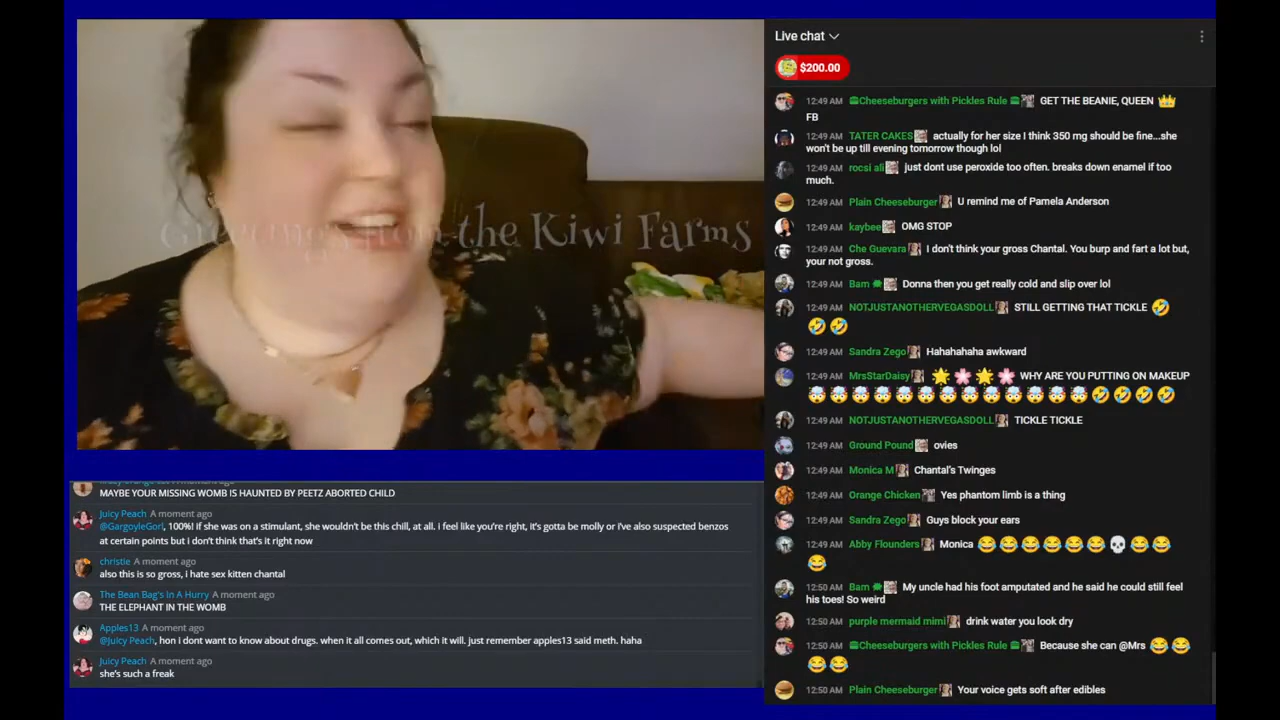 from the Kiwi Farms
MAYBE YOUR MISSING WOMB IS HAUNTED BY PEETZ ABORTED CHILD
Juicy Peach A moment ago
@GargoyleGorl, 100%! If she was on a stimulant, she wouldn't be this chill, at all. i feel like you're right, it's gotta be molly or I've also suspected benzos
at certain points but i don't think that's it right now
christie A moment ago
also this is so gross, i hate sex kitten chantal
The Bean Bag's In A Hurry A moment ago
THE ELEPHANT IN THE WOMB
Apples13 A moment ago
@Juicy Peach, hon i dont want to know about drugs. when it all comes out, which it will. just remember apples13 said meth. haha
Juicy Peach A moment ago
she's such a freak
Live chat
$200.00
12:49 AM Cheeseburgers with Pickles Rule GET THE BEANIE, QUEEN 👑
FB
12:49 AM TATER CAKES actually for her size I think 350 mg should be fine...she
won't be up till evening tomorrow though lol
12:49 AM rocsi ali just dont use peroxide too often. breaks down enamel if too
much.
12:49 AM Plain Cheeseburger U remind me of Pamela Anderson
12:49 AM kaybee OMG STOP
12:49 AM Che Guevara I don't think your gross Chantal. You burp and fart a lot but,
your not gross.
12:49 AM Bam Donna then you get really cold and slip over lol
12:49 AM NOTJUSTANOTHERVEGASDOLL STILL GETTING THAT TICKLE 🤣
🤣🤣
12:49 AM Sandra Zego Hahahahaha awkward
12:49 AM MrsStarDaisy 🌟🌸🌟🌸 WHY ARE YOU PUTTING ON MAKEUP
🤯🤯🤯🤯🤯🤯🤯🤯🤯🤯🤯🤯🤯🤣🤣🤣🤣
12:49 AM NOTJUSTANOTHERVEGASDOLL TICKLE TICKLE
12:49 AM Ground Pound ovies
12:49 AM Monica M Chantal's Twinges
12:49 AM Orange Chicken Yes phantom limb is a thing
12:49 AM Sandra Zego Guys block your ears
12:49 AM Abby Flounders Monica 😂😂😂😂😂😂💀😂😂
😂
12:50 AM Bam My uncle had his foot amputated and he said he could still feel
his toes! So weird
12:50 AM purple mermaid mimi drink water you look dry
12:50 AM Cheeseburgers with Pickles Rule Because she can @Mrs 😂😂
😂😂
12:50 AM Plain Cheeseburger Your voice gets soft after edibles